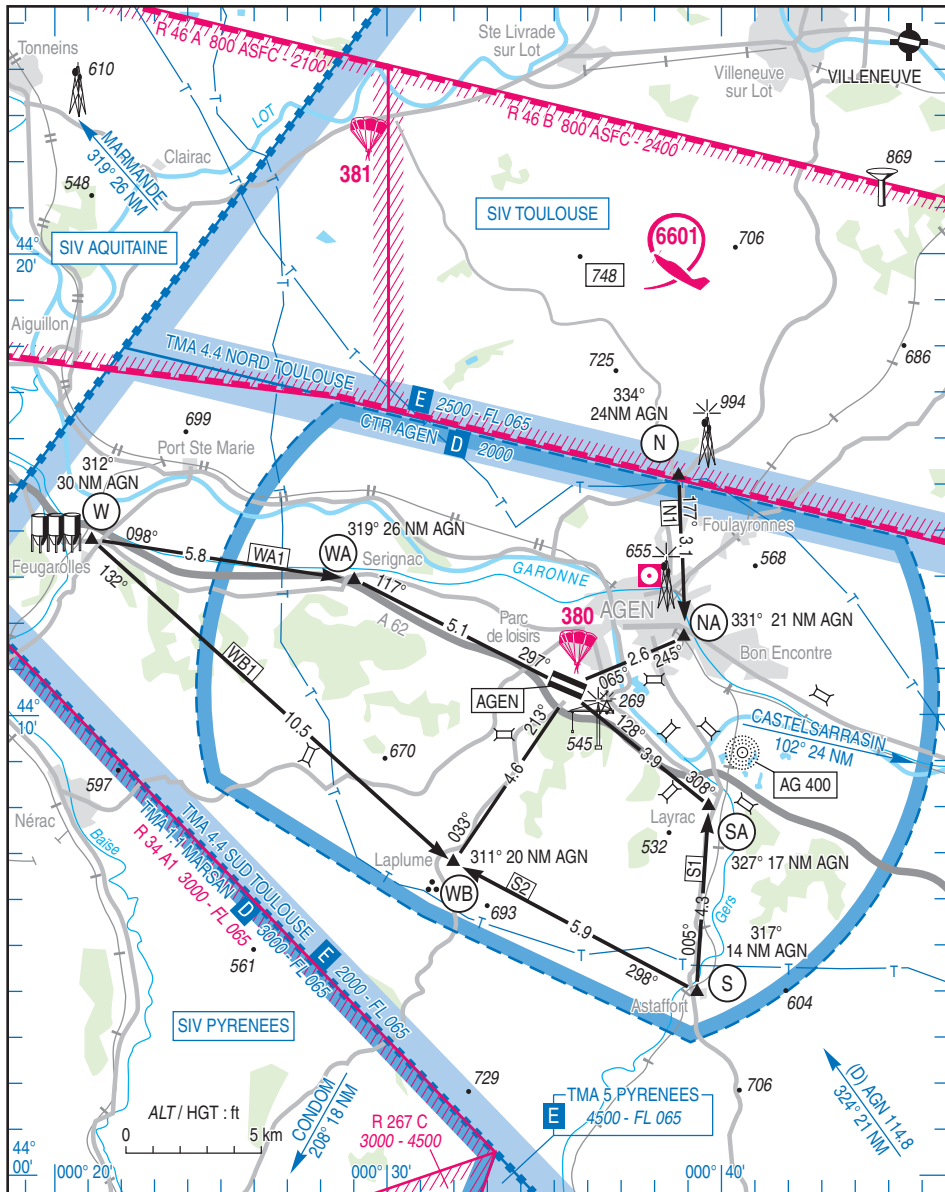 Tonneins
610
R 46 A 800 ASFC - 2100
Ste Livrade
sur Lot
Villeneuve
sur Lot
VILLENEUVE
LOT
MARMANDE
319° 26 NM
Clairac
381
R 46 B 800 ASFC - 2400
869
548
SIV TOULOUSE
SIV AQUITAINE
44°
20'
6601
706
748
Aiguillon
TMA 4.4 NORD TOULOUSE
E 2500 - FL 065
725
686
334°
24NM AGN
994
N
CTR AGEN D 2000
699
Port Ste Marie
312°
30 NM AGN
W
Feugarolles
098°
5.8
WA1
319° 26 NM AGN
WA
Serignac
GARONNE
177°
N1
3.1
Foulayronnes
655
568
132°
117°
A 62
5.1
297°
Parc
de loisirs
380
AGEN
NA
331° 21 NM AGN
Bon Encontre
2.6
065°
245°
WB1
10.5
AGEN
269
44°
10'
213°
545
128°
3.9
308°
CASTELSARRASIN
102° 24 NM
AG 400
670
597
4.6
Nérac
Baïse
033°
Layrac
532
SA
327° 17 NM AGN
Laplume
311° 20 NM AGN
WB
693
S2
5.9
298°
S1
4.3
005°
Gers
317°
14 NM AGN
S
Astaffort
604
TMA 4.4 SUD TOULOUSE
E 2000 - FL 065
TMA 1.1 MARSAN D 3000 - FL 065
R 34 A1 3000 - FL 065
561
SIV PYRENEES
729
706
(D) AGN 114.8
324° 21 NM
TMA 5 PYRENEES
E 4500 - FL 065
CONDOM
208° 18 NM
R 267 C
3000 - 4500
ALT / HGT : ft
0 5 km
44°
00'
000° 20'
000° 30'
000° 40'
T T T T T T T T T T T T